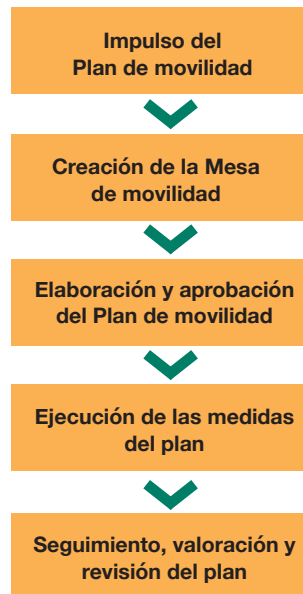 Impulso del
Plan de movilidad
Creación de la Mesa
de movilidad
Elaboración y aprobación
del Plan de movilidad
Ejecución de las medidas
del plan
Seguimiento, valoración y
revisión del plan